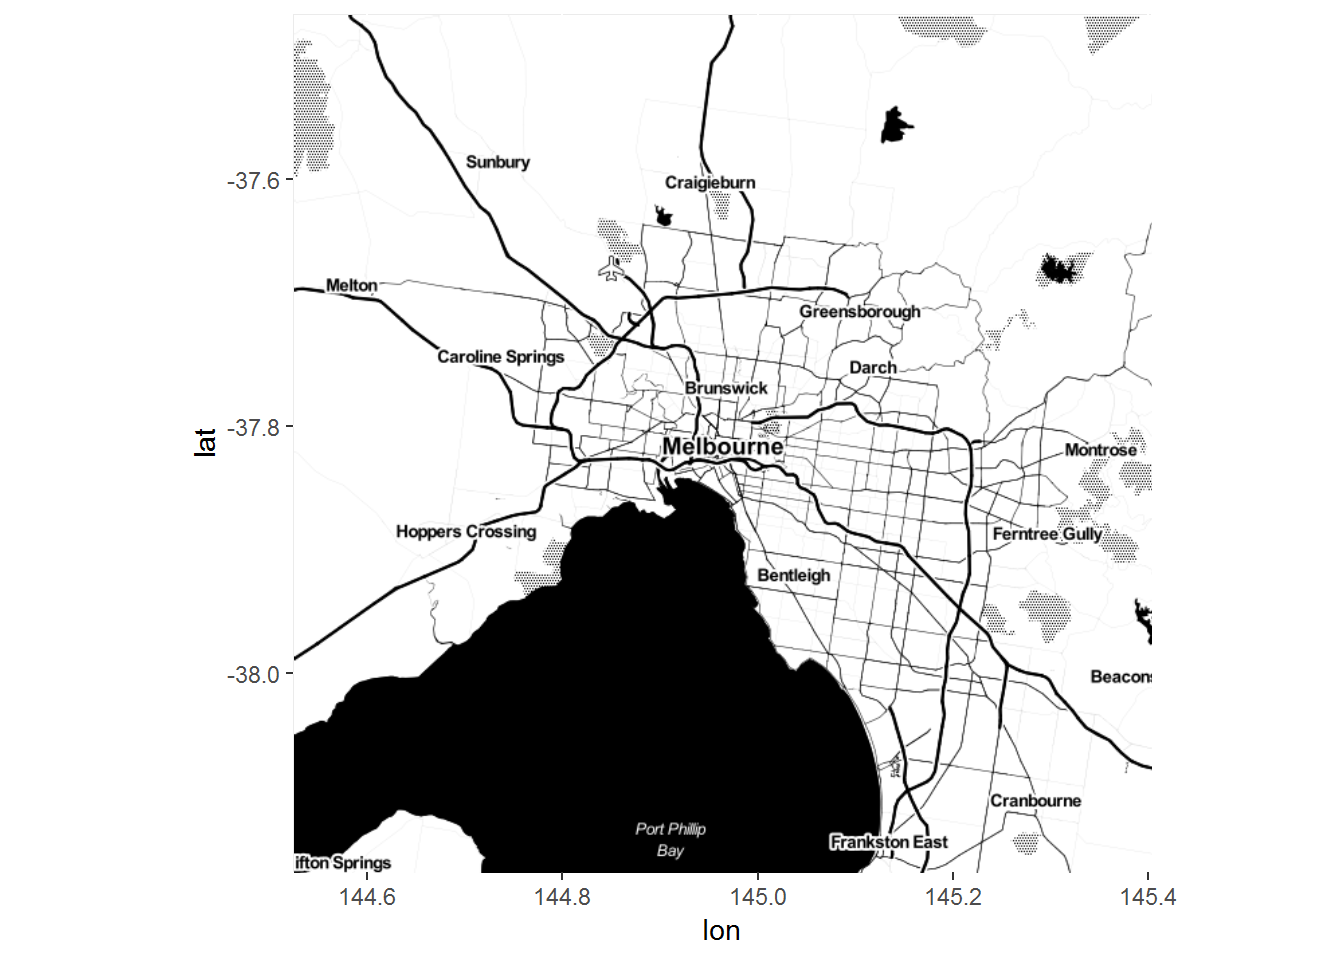 Sunbury
-37.6
Craigieburn
Melton
Greensborough
Caroline Springs
Darch
Brunswick
-37.8
lat
Melbourne
Montrose
Hoppers Crossing
Ferntree Gully
Bentleigh
-38.0
Beacons
Cranbourne
Port Phillip
Bay
Frankston East
ifton Springs
144.6
144.8
145.0
145.2
145.4
lon